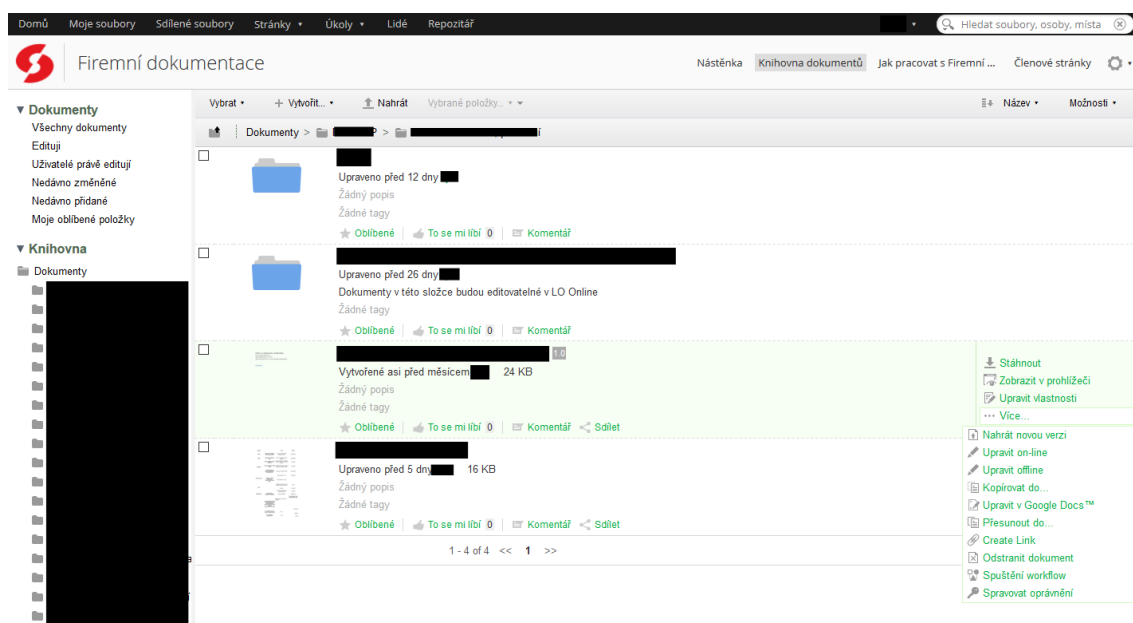 Domů Moje soubory Sdílené soubory Stránky Úkoly Lidé Repozitář Hledat soubory, osoby, místa
Firemní dokumentace Nástěnka Knihovna dokumentů Jak pracovat s Firemní ... Členové stránky
Vybrat + Vytvořit... Nahrát Vybrané položky... Název Možnosti
Dokumenty > > í
Dokumenty
Všechny dokumenty
Edituji
Uživatelé právě editují
Nedávno změněné
Nedávno přidané
Moje oblíbené položky
Knihovna
Dokumenty
Upraveno před 12 dny
Žádný popis
Žádné tagy
Oblíbené To se mi líbí 0 Komentář
Upraveno před 26 dny
Dokumenty v této složce budou editovatelné v LO Online
Žádné tagy
Oblíbené To se mi líbí 0 Komentář
1.0
Vytvořené asi před měsícem 24 KB
Žádný popis
Žádné tagy
Oblíbené To se mi líbí 0 Komentář Sdílet
Stáhnout
Zobrazit v prohlížeči
Upravit vlastnosti
Více...
Nahrát novou verzi
Upravit on-line
Upravit offline
Kopírovat do...
Upravit v Google Docs™
Přesunout do...
Create Link
Odstranit dokument
Spuštění workflow
Spravovat oprávnění
Upraveno před 5 dny 16 KB
Žádný popis
Žádné tagy
Oblíbené To se mi líbí 0 Komentář Sdílet
1 - 4 of 4 << 1 >>